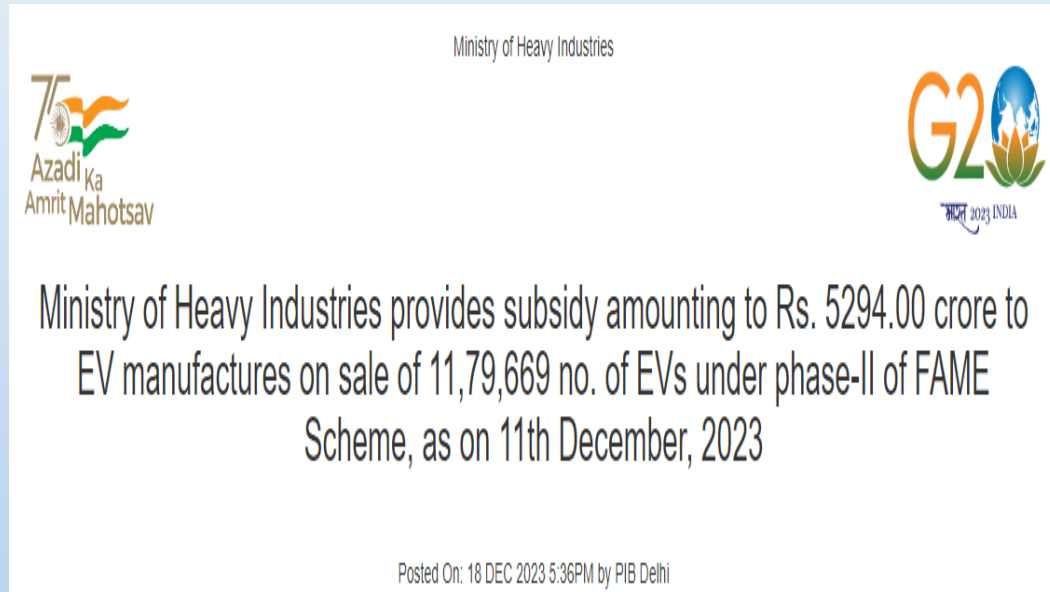 Ministry of Heavy Industries
75
Azadi Ka
Amrit Mahotsav
G20
भारत 2023 INDIA
Ministry of Heavy Industries provides subsidy amounting to Rs. 5294.00 crore to
EV manufactures on sale of 11,79,669 no. of EVs under phase-II of FAME
Scheme, as on 11th December, 2023
Posted On: 18 DEC 2023 5:36PM by PIB Delhi